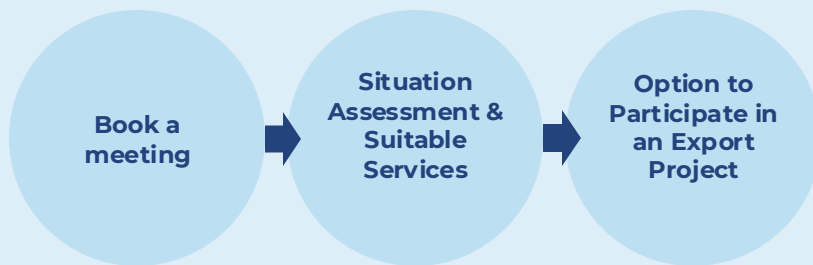 Book a
meeting
Situation
Assessment &
Suitable
Services
Option to
Participate in
an Export
Project